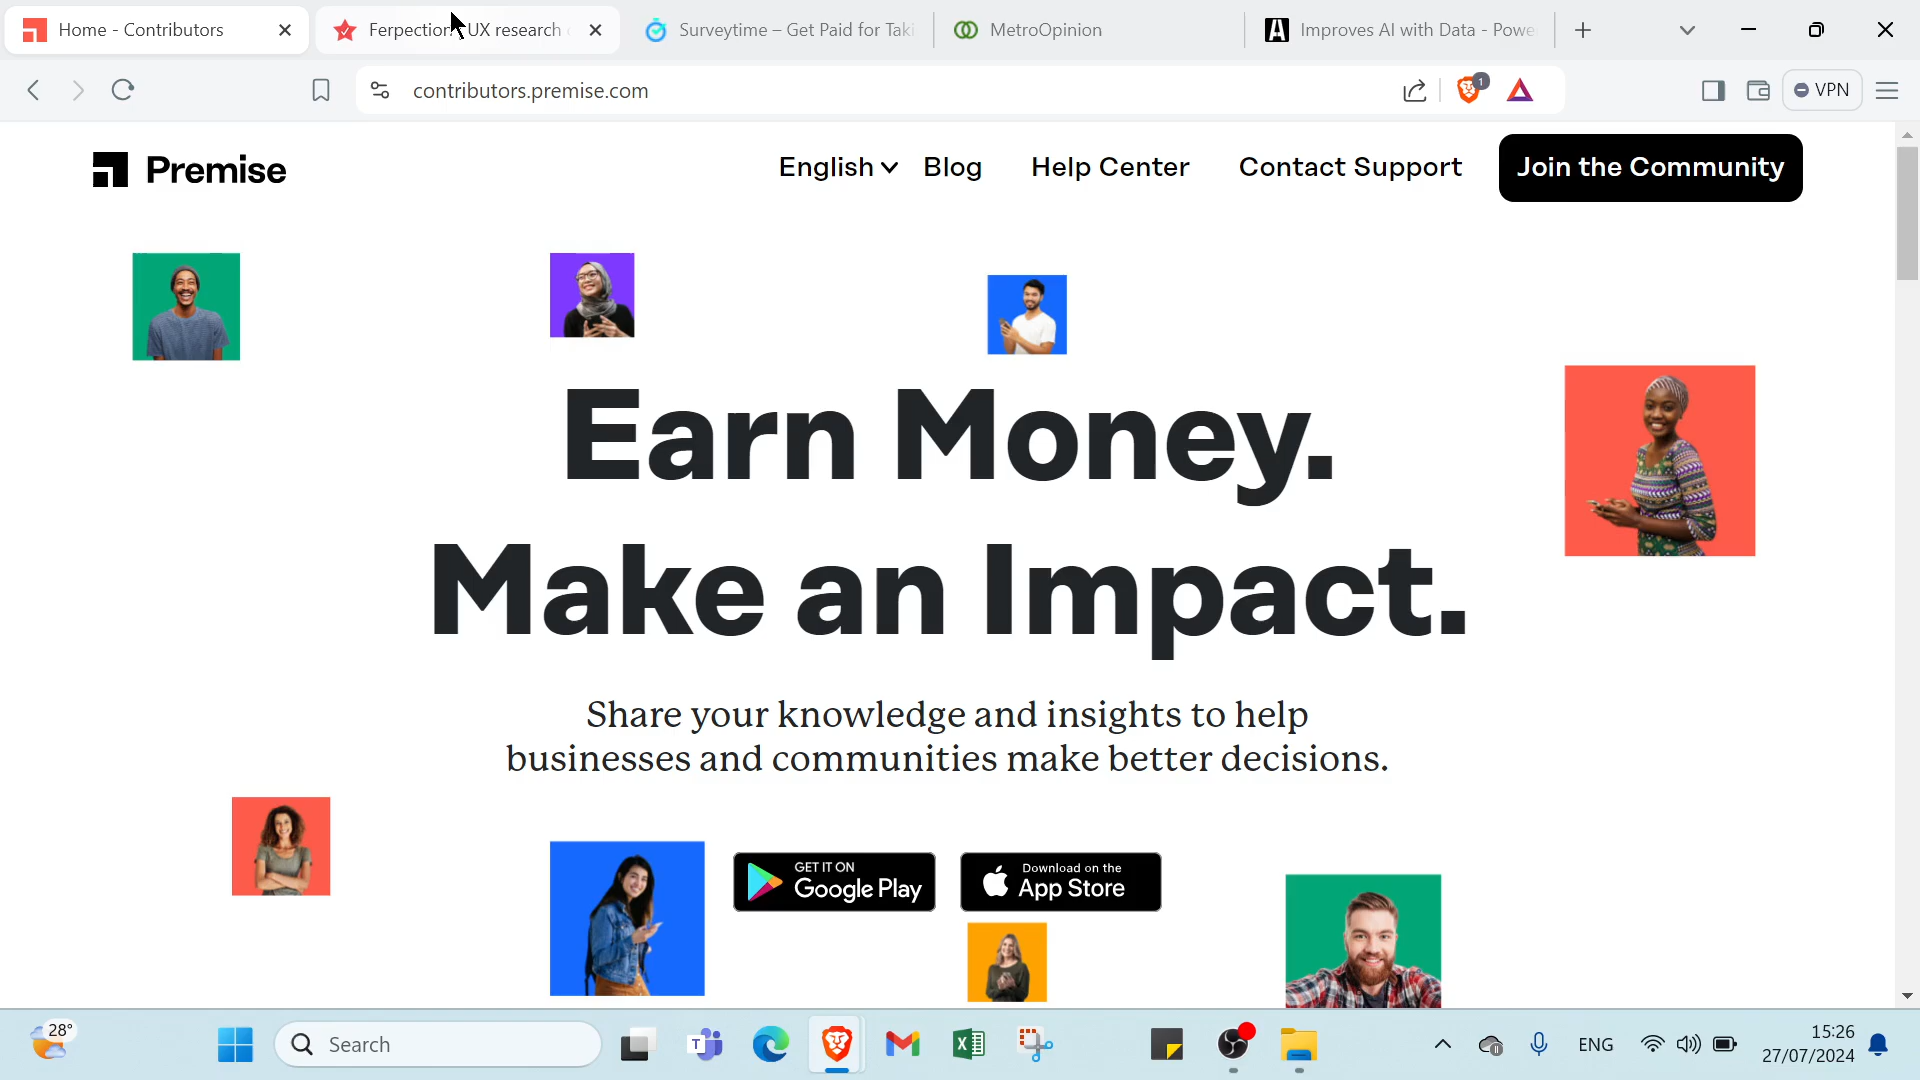 Home - Contributors
Ferpection UX research
Surveytime – Get Paid for Taki
MetroOpinion
Improves AI with Data - Powe
contributors.premise.com
1
VPN
Premise
English
Blog
Help Center
Contact Support
Join the Community
Earn Money.
Make an Impact.
Share your knowledge and insights to help
businesses and communities make better decisions.
GET IT ON
Google Play
Download on the
App Store
28°
Search
ENG
15:26
27/07/2024